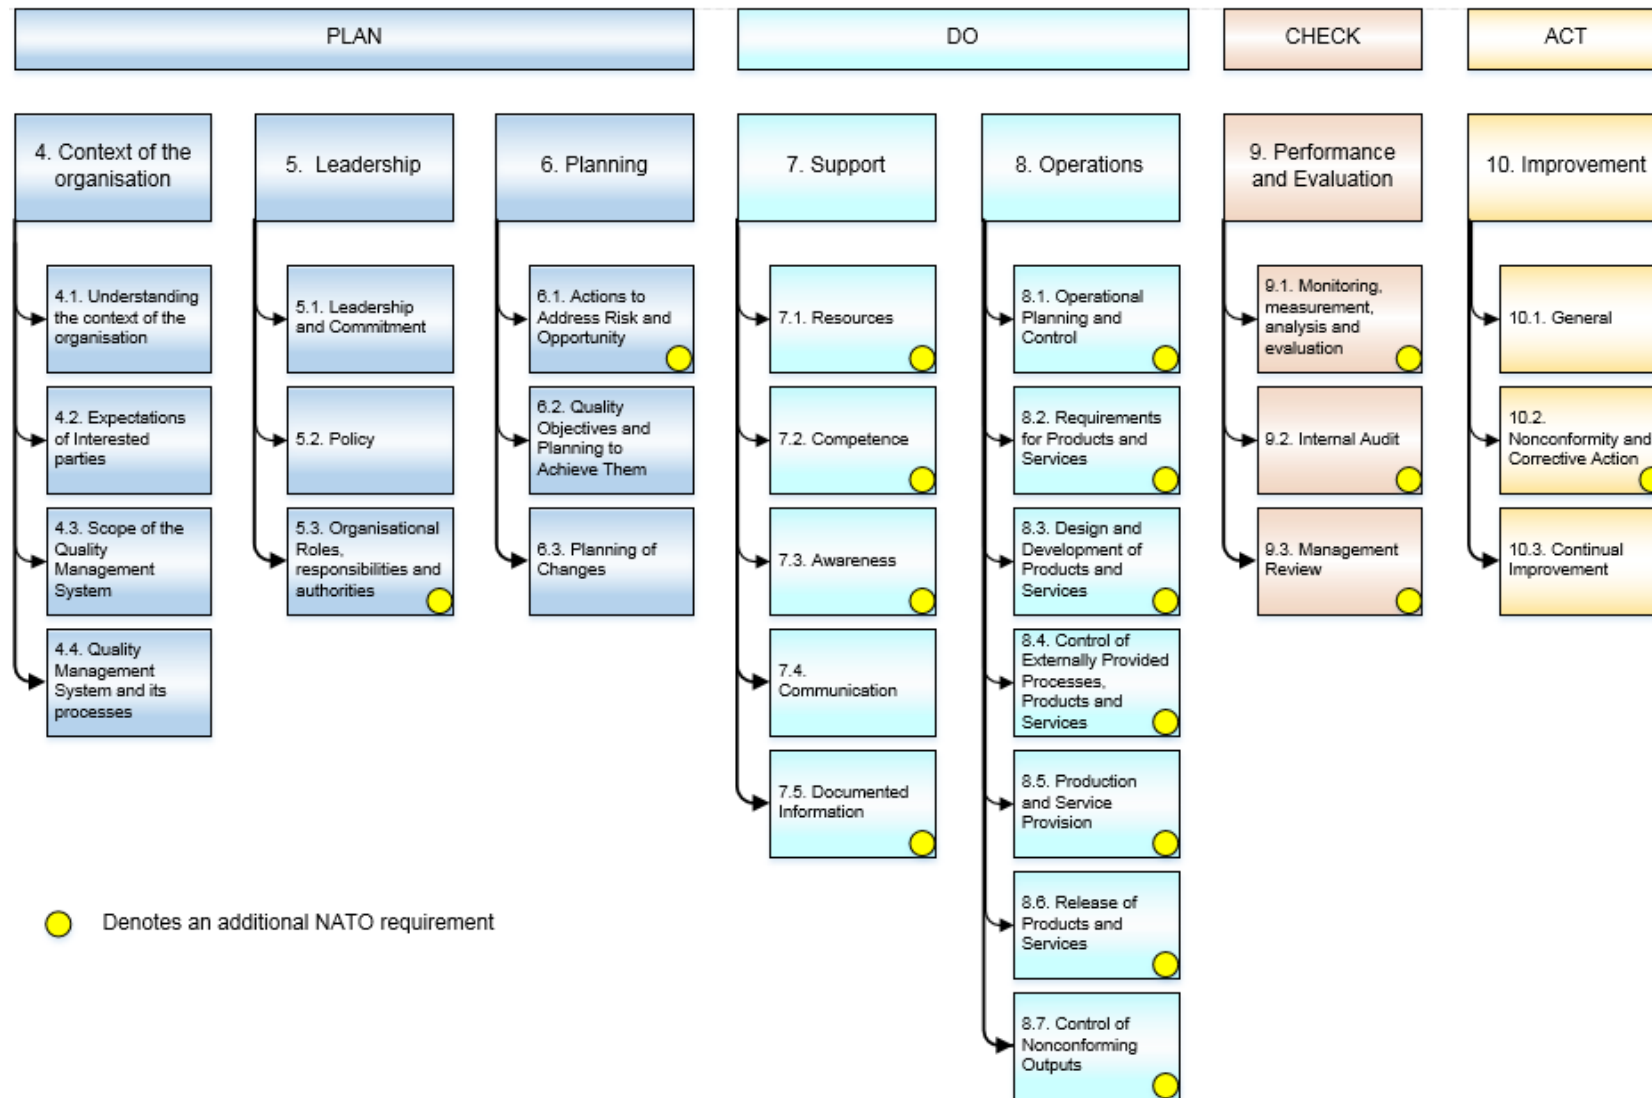 PLAN
DO
CHECK
ACT
4. Context of the
organisation
5. Leadership
6. Planning
7. Support
8. Operations
9. Performance
and Evaluation
10. Improvement
4.1. Understanding
the context of the
organisation
4.2. Expectations
of Interested
parties
4.3. Scope of the
Quality
Management
System
4.4. Quality
Management
System and its
processes
5.1. Leadership
and Commitment
5.2. Policy
5.3. Organisational
Roles,
responsibilities and
authorities
6.1. Actions to
Address Risk and
Opportunity
6.2. Quality
Objectives and
Planning to
Achieve Them
6.3. Planning of
Changes
7.1. Resources
7.2. Competence
7.3. Awareness
7.4.
Communication
7.5. Documented
Information
8.1. Operational
Planning and
Control
8.2. Requirements
for Products and
Services
8.3. Design and
Development of
Products and
Services
8.4. Control of
Externally Provided
Processes,
Products and
Services
8.5. Production
and Service
Provision
8.6. Release of
Products and
Services
8.7. Control of
Nonconforming
Outputs
9.1. Monitoring,
measurement,
analysis and
evaluation
9.2. Internal Audit
9.3. Management
Review
10.1. General
10.2.
Nonconformity and
Corrective Action
10.3. Continual
Improvement
Denotes an additional NATO requirement